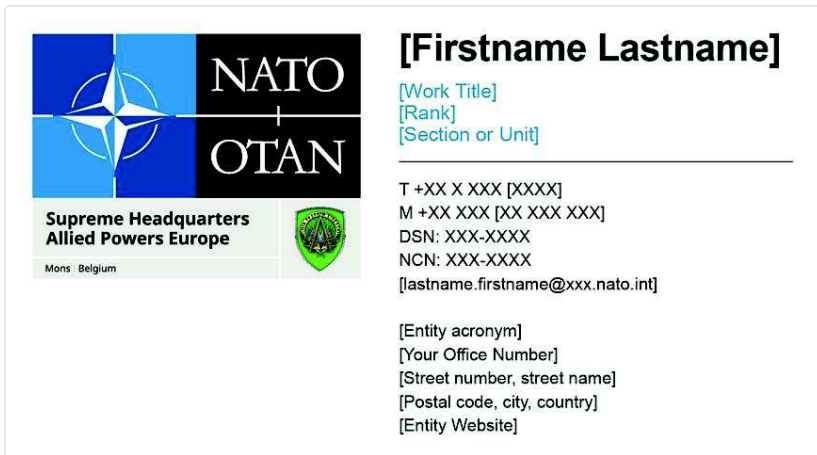 NATO
OTAN
Supreme Headquarters
Allied Powers Europe
Mons Belgium
[Firstname Lastname]
[Work Title]
[Rank]
[Section or Unit]
T +XX X XXX [XXXX]
M +XX XXX [XX XXX XXX]
DSN: XXX-XXXX
NCN: XXX-XXXX
[lastname.firstname@xxx.nato.int]
[Entity acronym]
[Your Office Number]
[Street number, street name]
[Postal code, city, country]
[Entity Website]